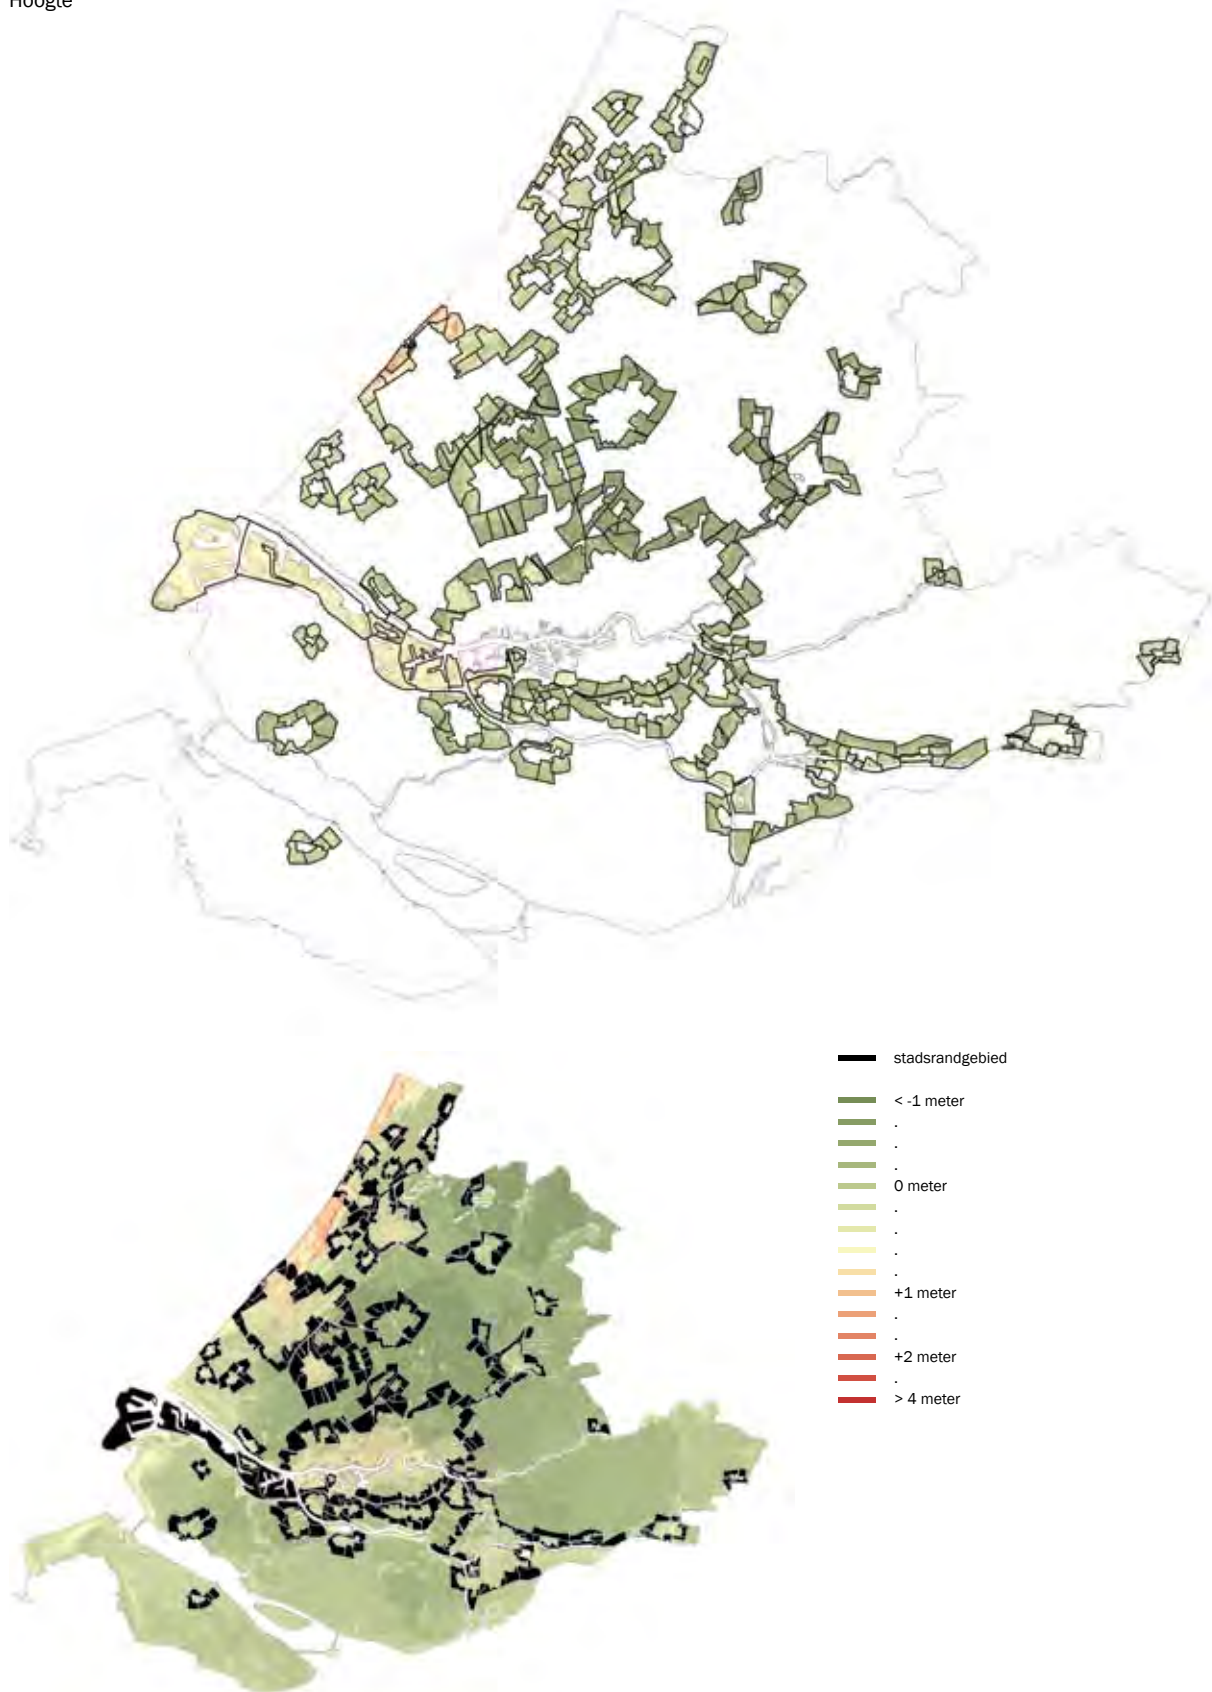 Hoogte
stadsrandgebied
< -1 meter
.
.
.
0 meter
.
.
.
.
+1 meter
.
.
+2 meter
.
> 4 meter